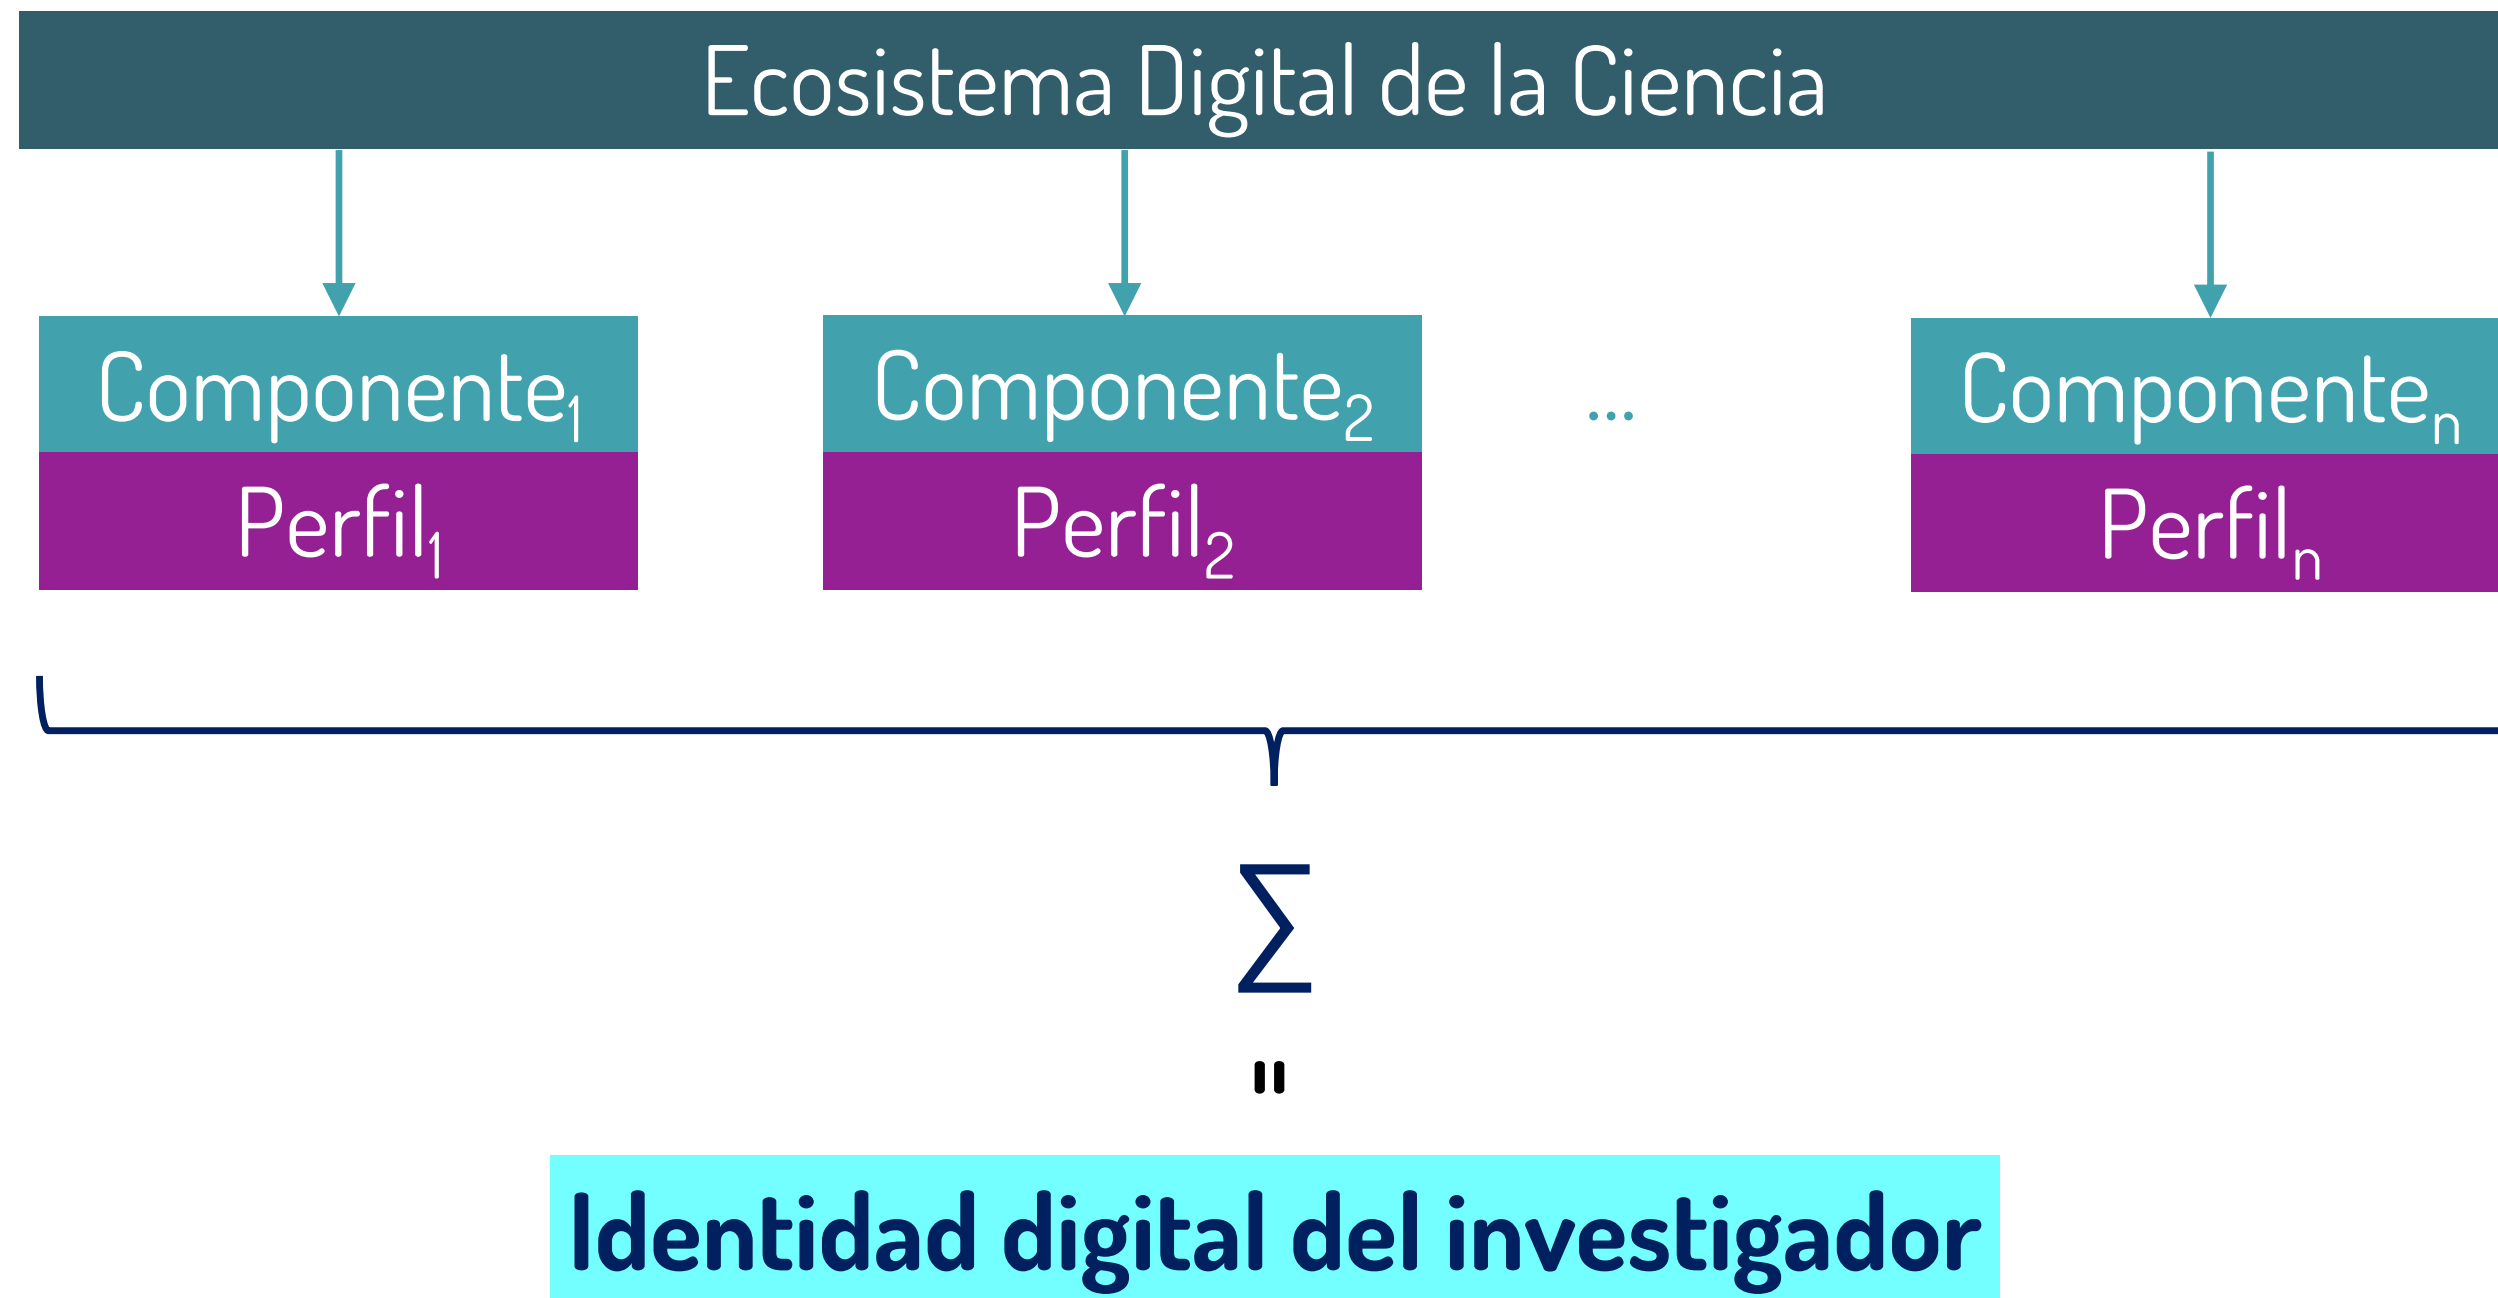 Ecosistema Digital de la Ciencia
Componente₁ Componente₂ ... Componenteₙ
Perfil₁ Perfil₂ Perfilₙ
∑
=
Identidad digital del investigador